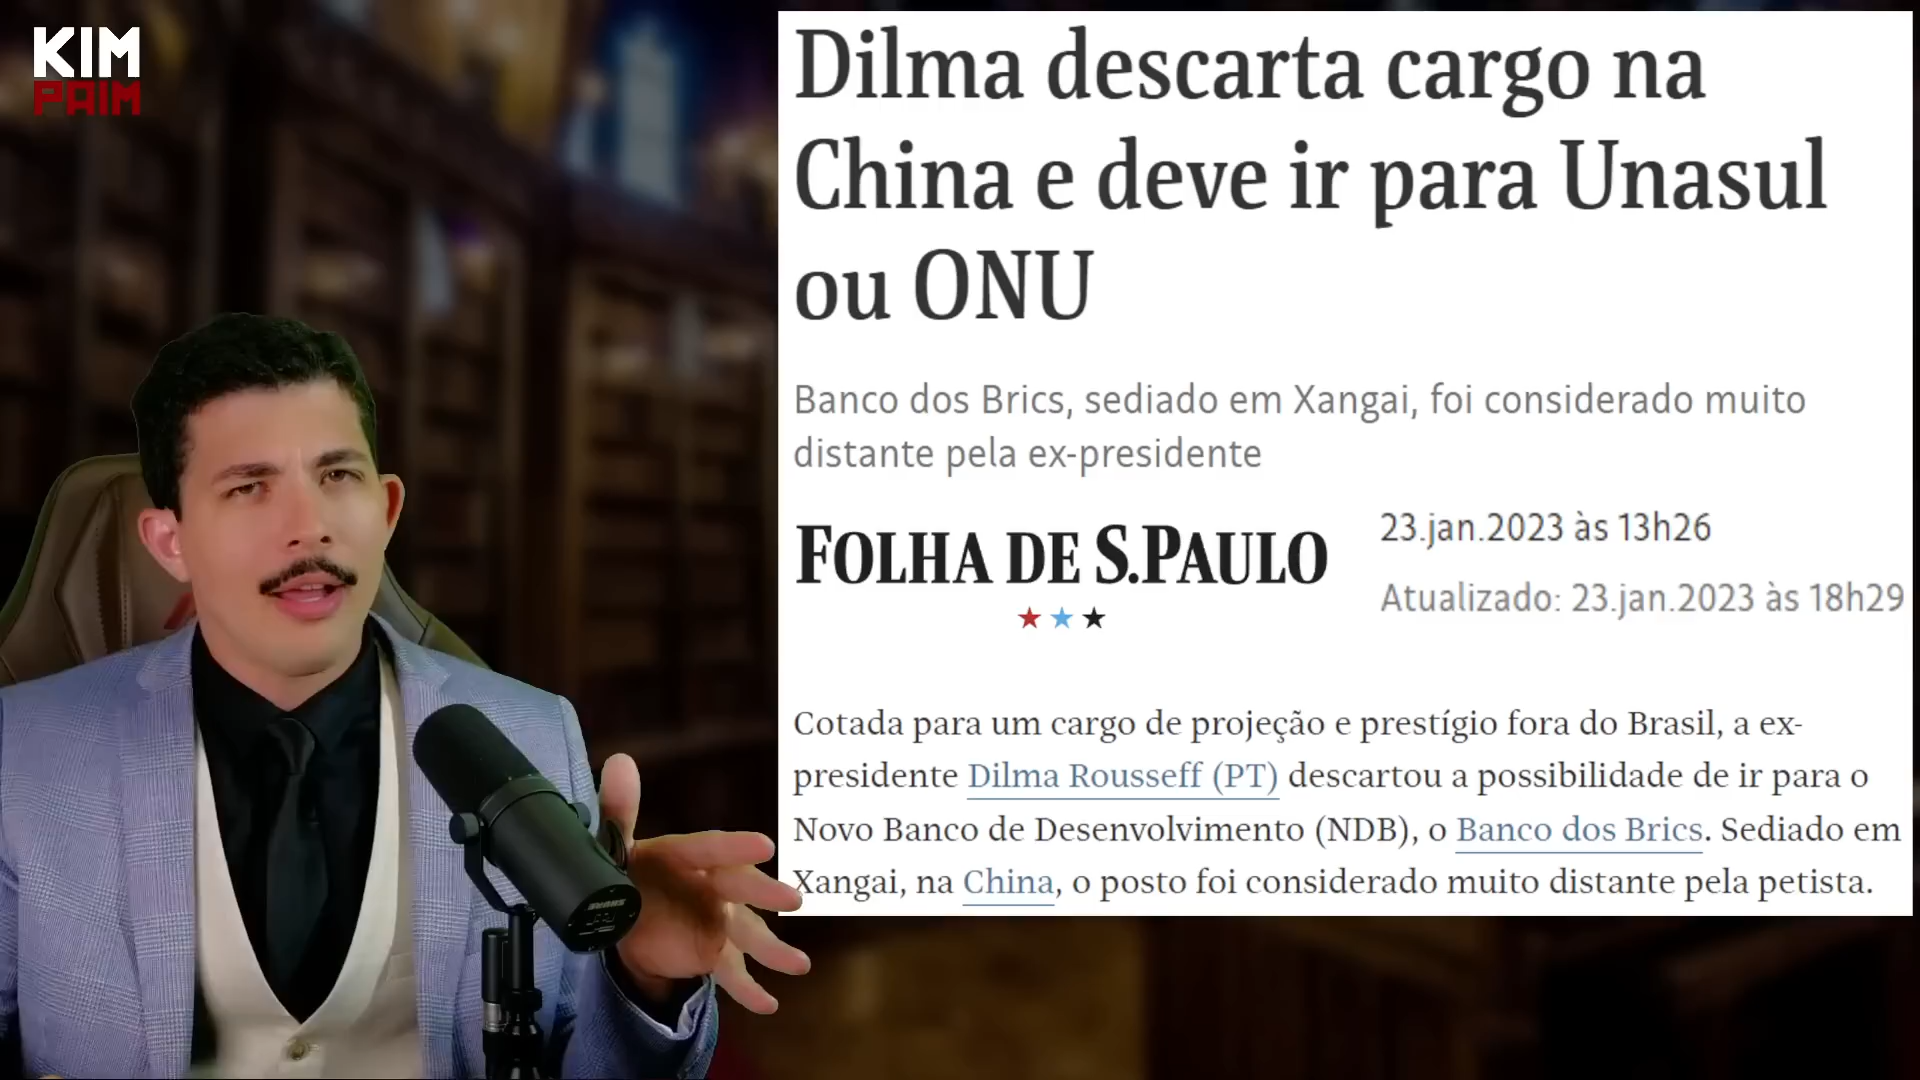 KIM
PAIM
Dilma descarta cargo na
China e deve ir para Unasul
ou ONU
Banco dos Brics, sediado em Xangai, foi considerado muito
distante pela ex-presidente
FOLHA DE S.PAULO
23.jan.2023 às 13h26
Atualizado: 23.jan.2023 às 18h29
Cotada para um cargo de projeção e prestígio fora do Brasil, a ex-
presidente Dilma Rousseff (PT) descartou a possibilidade de ir para o
Novo Banco de Desenvolvimento (NDB), o Banco dos Brics. Sediado em
Xangai, na China, o posto foi considerado muito distante pela petista.
SHURE